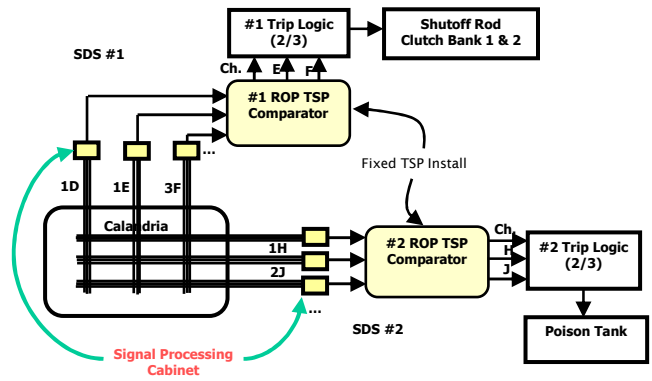 #1 Trip Logic
(2/3)
Shutoff Rod
Clutch Bank 1 & 2
SDS #1
Ch.
E
F
#1 ROP TSP
Comparator
...
Fixed TSP Install
1D
1E
3F
Calandria
1H
2J
...
#2 ROP TSP
Comparator
Ch.
H
J
#2 Trip Logic
(2/3)
SDS #2
Poison Tank
Signal Processing
Cabinet